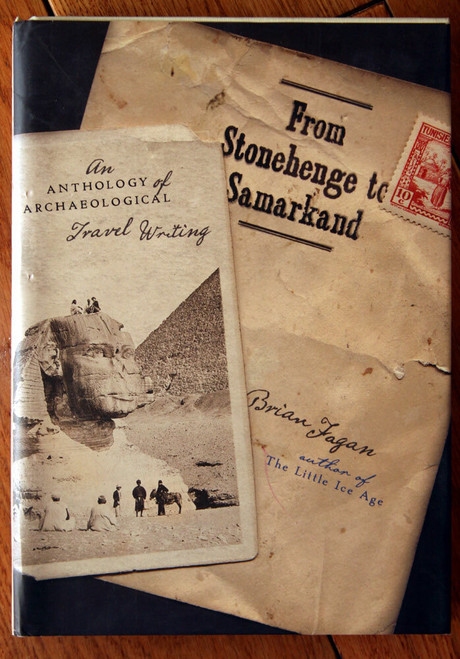 From
Stonehenge to
Samarkand
TUNISIE
10
c.
An
ANTHOLOGY of
ARCHAEOLOGICAL
Travel Writing
Brian Fagan
author of
The Little Ice Age